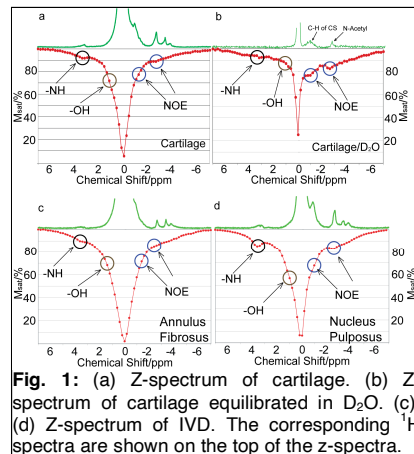 a
b
C-H of CS N-Acetyl
-NH
-OH
NOE
Cartilage
Msat/%
80
60
40
20
6 4 2 0 -2 -4 -6
Chemical Shift/ppm
-NH
-OH
NOE
Cartilage/D₂O
80
60
40
20
Msat/%
6 4 2 0 -2 -4 -6
Chemical Shift/ppm
c
d
-NH
-OH
NOE
Annulus
Fibrosus
Msat/%
80
60
40
20
0
6 4 2 0 -2 -4 -6
Chemical Shift/ppm
-NH
-OH
NOE
Nucleus
Pulposus
80
60
40
20
0
Msat/%
6 4 2 0 -2 -4 -6
Chemical Shift/ppm
Fig. 1: (a) Z-spectrum of cartilage. (b) Z
spectrum of cartilage equilibrated in D₂O. (c)
(d) Z-spectrum of IVD. The corresponding ¹H
spectra are shown on the top of the z-spectra.